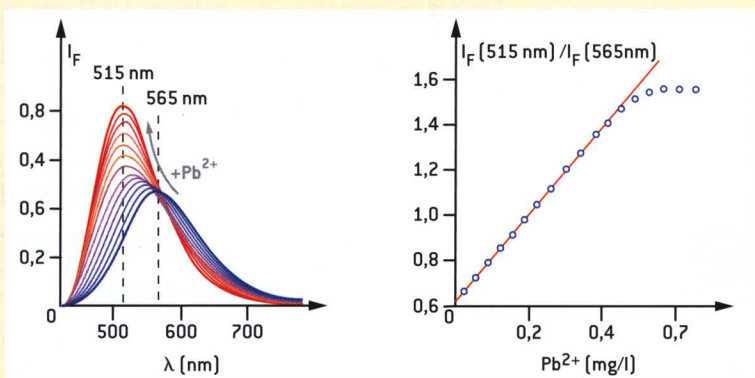 I_F
515 nm
565 nm
+Pb²⁺
0,8
0,4
0,6
0,2
0
500
600
700
λ (nm)
I_F (515 nm) /I_F (565nm)
1,6
1,4
1,2
1,0
0,8
0,6
0
0,2
0,4
0,7
Pb²⁺ (mg/l)